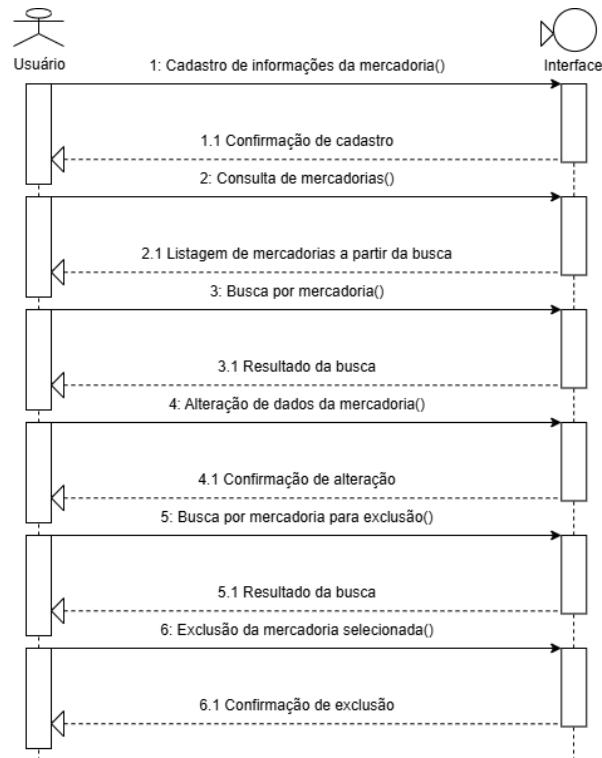 Usuário
Interface
1: Cadastro de informações da mercadoria()
1.1 Confirmação de cadastro
2: Consulta de mercadorias()
2.1 Listagem de mercadorias a partir da busca
3: Busca por mercadoria()
3.1 Resultado da busca
4: Alteração de dados da mercadoria()
4.1 Confirmação de alteração
5: Busca por mercadoria para exclusão()
5.1 Resultado da busca
6: Exclusão da mercadoria selecionada()
6.1 Confirmação de exclusão